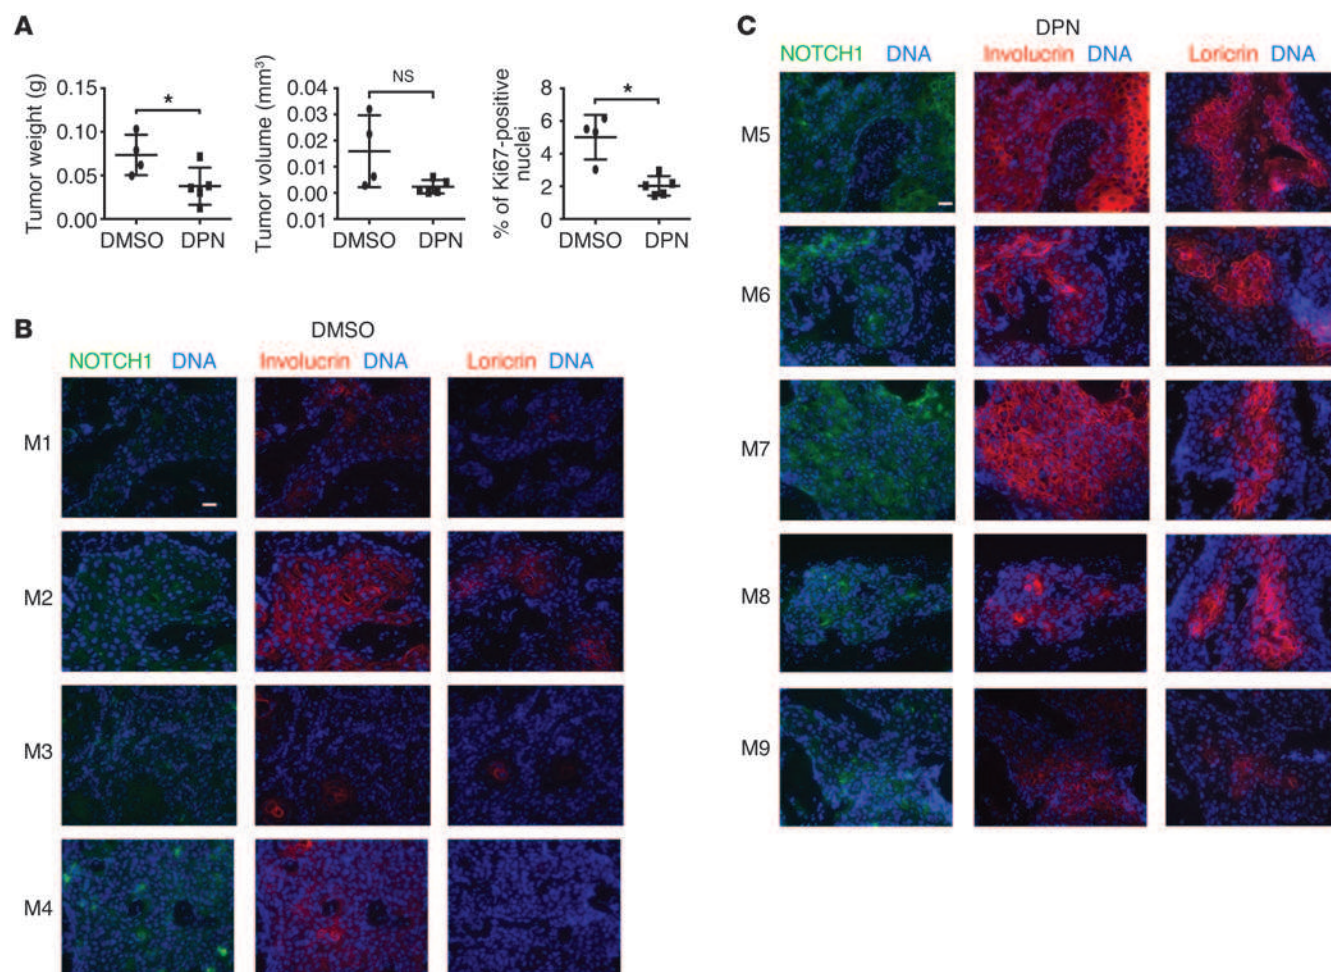 A
Tumor weight (g)
0.15
0.10
0.05
0.00
DMSO DPN
*
Tumor volume (mm³)
0.04
0.03
0.02
0.01
0.00
0.01
DMSO DPN
NS
% of Ki67-positive
nuclei
8
6
4
2
0
DMSO DPN
*
B
DMSO
NOTCH1 DNA Involucrin DNA Loricrin DNA
M1
M2
M3
M4
C
DPN
NOTCH1 DNA Involucrin DNA Loricrin DNA
M5
M6
M7
M8
M9